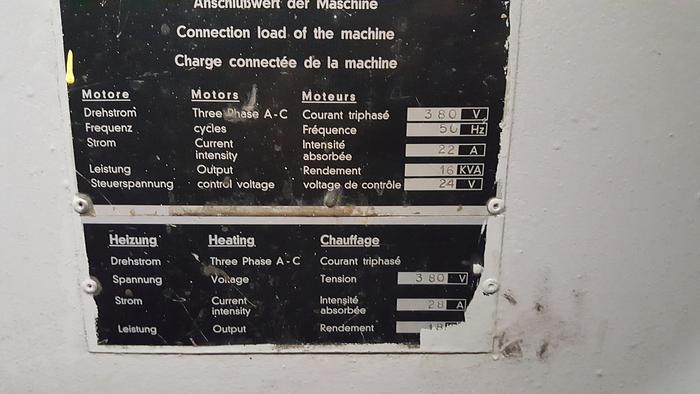 Anschlußwert der Maschine
Connection load of the machine
Charge connectée de la machine
Motore Motors Moteurs
Drehstrom Three Phase A-C Courant triphasé 380 V.
Frequenz cycles Fréquence 50 Hz
Strom Current intensity Intensité absorbée 22 A
Leistung Output Rendement 16 KVA
Steuerspannung control voltage voltage de contrôle 24 V
Heizung Heating Chauffage
Drehstrom Three Phase A-C Courant triphasé
Spannung Voltage Tension 380 V
Strom Current intensity Intensité absorbée 28 A
Leistung Output Rendement 18